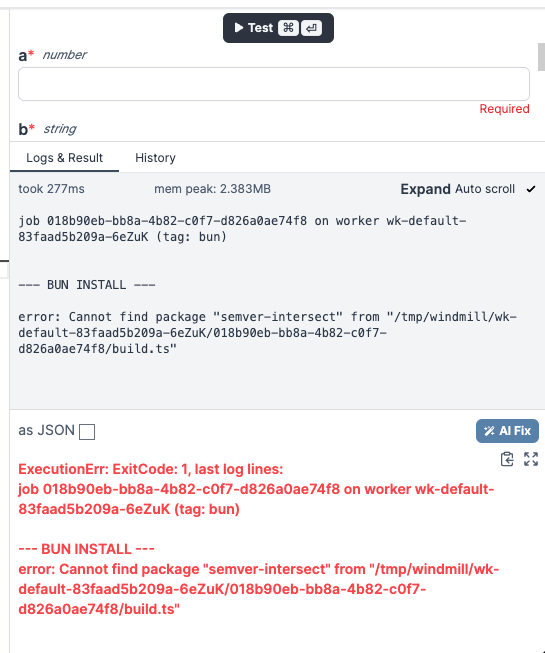 Test ⌘ ⏎
a* number
Required
b* string
Logs & Result History
took 277ms mem peak: 2.383MB Expand Auto scroll
job 018b90eb-bb8a-4b82-c0f7-d826a0ae74f8 on worker wk-default-
83faad5b209a-6eZuK (tag: bun)
--- BUN INSTALL ---
error: Cannot find package "semver-intersect" from "/tmp/windmill/wk-
default-83faad5b209a-6eZuK/018b90eb-bb8a-4b82-c0f7-
d826a0ae74f8/build.ts"
as JSON AI Fix
ExecutionErr: ExitCode: 1, last log lines:
job 018b90eb-bb8a-4b82-c0f7-d826a0ae74f8 on worker wk-default-
83faad5b209a-6eZuK (tag: bun)
--- BUN INSTALL ---
error: Cannot find package "semver-intersect" from "/tmp/windmill/wk-
default-83faad5b209a-6eZuK/018b90eb-bb8a-4b82-c0f7-
d826a0ae74f8/build.ts"